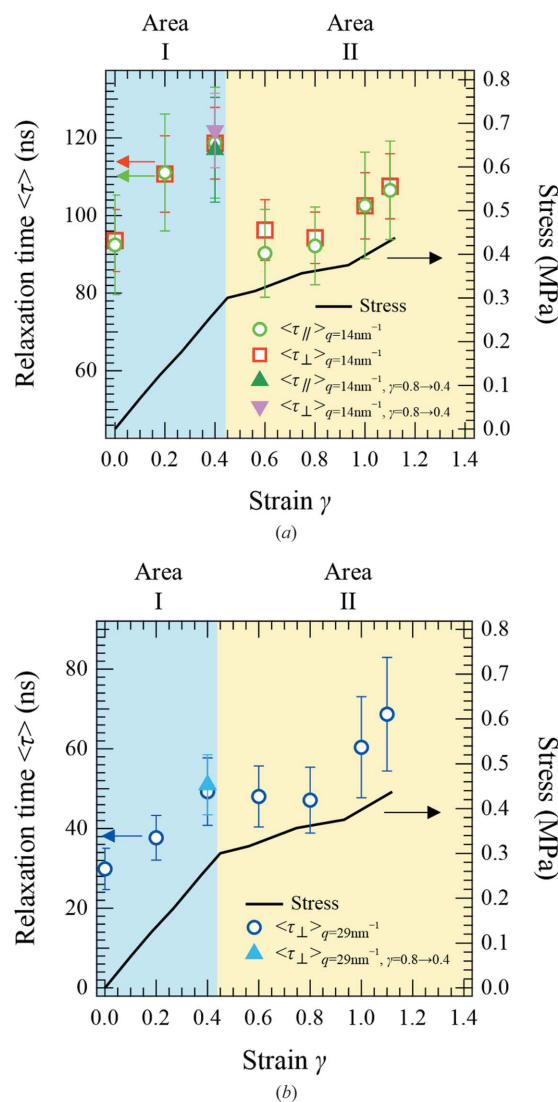 Area Area
I II
Relaxation time <τ> (ns)
120
100
80
60
0.8
0.7
0.6
0.5
0.4
0.3
0.2
0.1
0.0
Stress (MPa)
Stress
<τ//>q=14nm⁻¹
<τ⊥>q=14nm⁻¹
<τ//>q=14nm⁻¹, γ=0.8→0.4
<τ⊥>q=14nm⁻¹, γ=0.8→0.4
0.0 0.2 0.4 0.6 0.8 1.0 1.2 1.4
Strain γ
(a)
Area Area
I II
Relaxation time <τ> (ns)
80
60
40
20
0
0.8
0.7
0.6
0.5
0.4
0.3
0.2
0.1
0.0
Stress (MPa)
Stress
<τ⊥>q=29nm⁻¹
<τ⊥>q=29nm⁻¹, γ=0.8→0.4
0.0 0.2 0.4 0.6 0.8 1.0 1.2 1.4
Strain γ
(b)